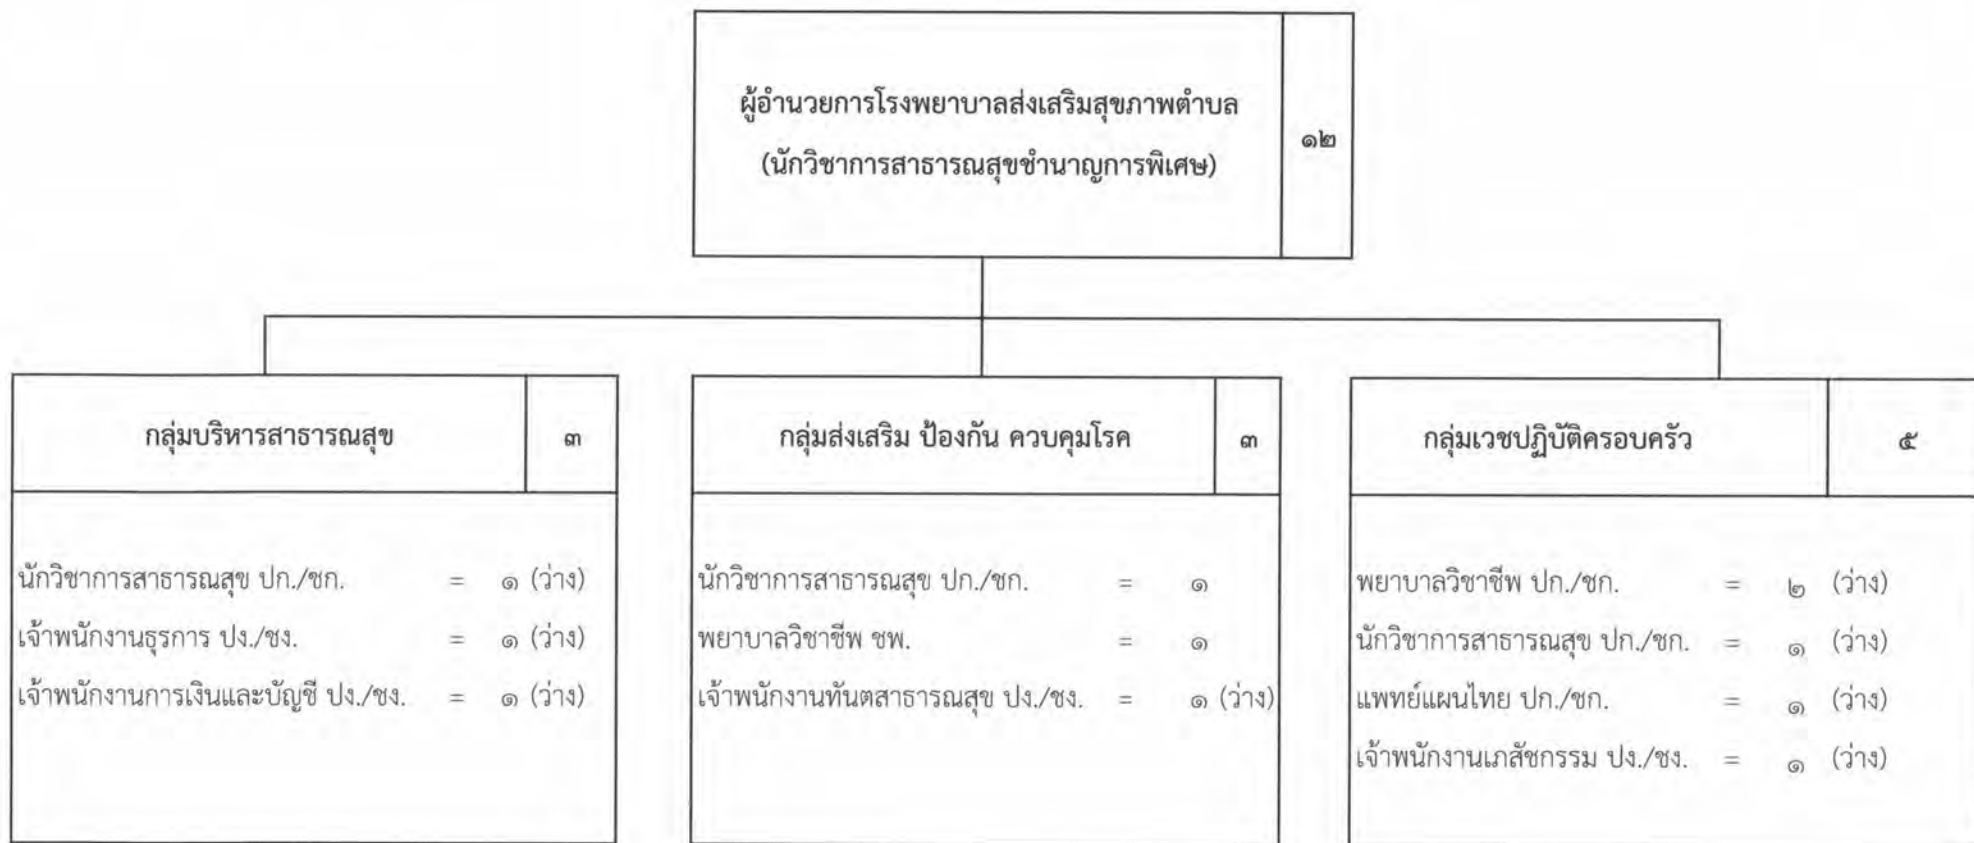 ผู้อำนวยการโรงพยาบาลส่งเสริมสุขภาพตำบล
(นักวิชาการสาธารณสุขชำนาญการพิเศษ)
๑๒
กลุ่มบริหารสาธารณสุข ๓
นักวิชาการสาธารณสุข ปก./ชก. = ๑ (ว่าง)
เจ้าพนักงานธุรการ ปง./ชง. = ๑ (ว่าง)
เจ้าพนักงานการเงินและบัญชี ปง./ชง. = ๑ (ว่าง)
กลุ่มส่งเสริม ป้องกัน ควบคุมโรค ๓
นักวิชาการสาธารณสุข ปก./ชก. = ๑
พยาบาลวิชาชีพ ชพ. = ๑
เจ้าพนักงานทันตสาธารณสุข ปง./ชง. = ๑ (ว่าง)
กลุ่มเวชปฏิบัติครอบครัว ๕
พยาบาลวิชาชีพ ปก./ชก. = ๒ (ว่าง)
นักวิชาการสาธารณสุข ปก./ชก. = ๑ (ว่าง)
แพทย์แผนไทย ปก./ชก. = ๑ (ว่าง)
เจ้าพนักงานเภสัชกรรม ปง./ชง. = ๑ (ว่าง)